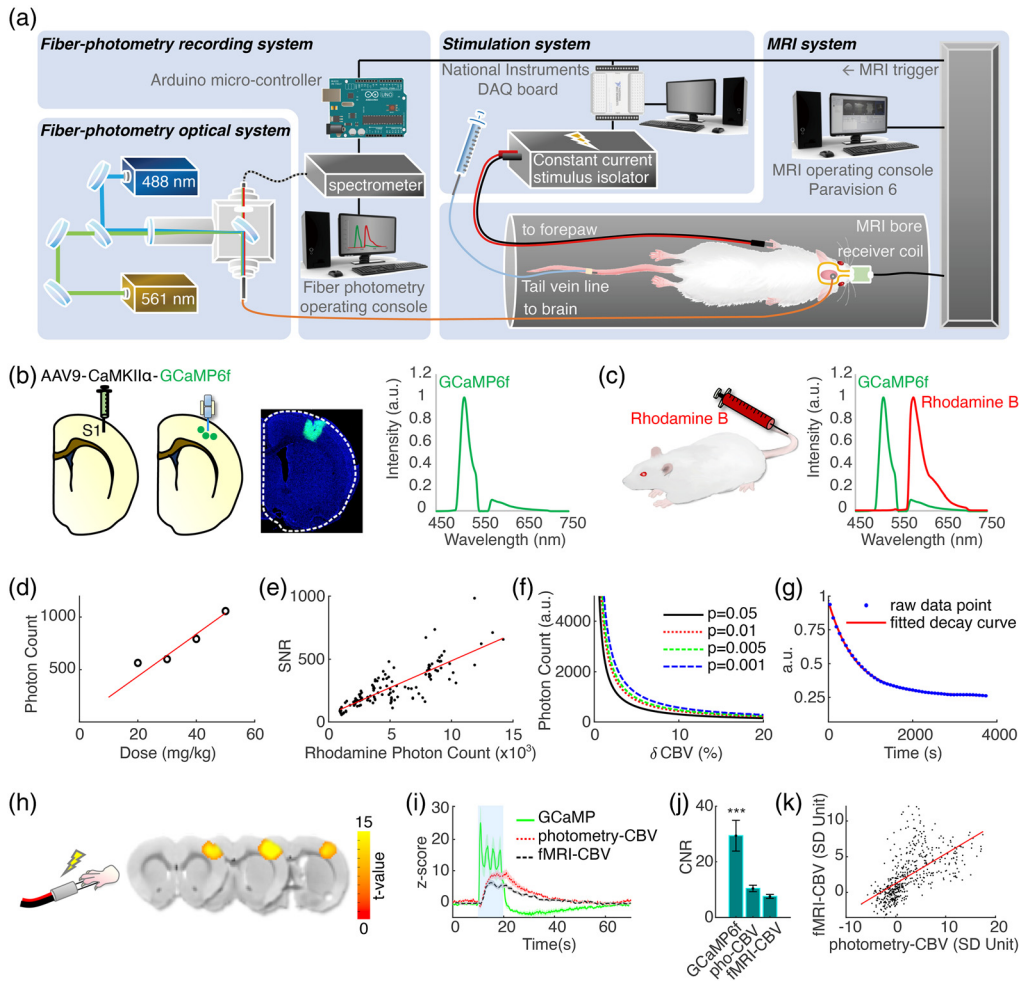 (a)
Fiber-photometry recording system
Stimulation system
MRI system
Arduino micro-controller
National Instruments
DAQ board
← MRI trigger
Fiber-photometry optical system
488 nm
561 nm
spectrometer
Fiber photometry
operating console
Constant current
stimulus isolator
MRI operating console
Paravision 6
to forepaw
MRI bore
receiver coil
Tail vein line
to brain
(b)
AAV9-CaMKIIα-GCaMP6f
S1
GCaMP6f
Intensity (a.u.)
1.2
1
0.8
0.6
0.4
0.2
0
450 550 650 750
Wavelength (nm)
(c)
Rhodamine B
GCaMP6f
Rhodamine B
Intensity (a.u.)
1.2
1
0.8
0.6
0.4
0.2
0
450 550 650 750
Wavelength (nm)
(d)
Photon Count
1000
500
0 20 40 60
Dose (mg/kg)
(e)
SNR
1000
500
0
0 5 10 15
Rhodamine Photon Count (x10³)
(f)
Photon Count (a.u.)
4000
2000
0
p=0.05
p=0.01
p=0.005
p=0.001
0 10 20
δ CBV (%)
(g)
a.u.
1
0.75
0.5
0.25
0
raw data point
fitted decay curve
0 2000 4000
Time (s)
(h)
15
t-value
0
(i)
z-score
30
20
10
0
GCaMP
photometry-CBV
fMRI-CBV
0 20 40 60
Time(s)
(j)
CNR
40
20
0
***
GCaMP6f
pho-CBV
fMRI-CBV
(k)
fMRI-CBV (SD Unit)
10
5
0
-10 0 10 20
photometry-CBV (SD Unit)